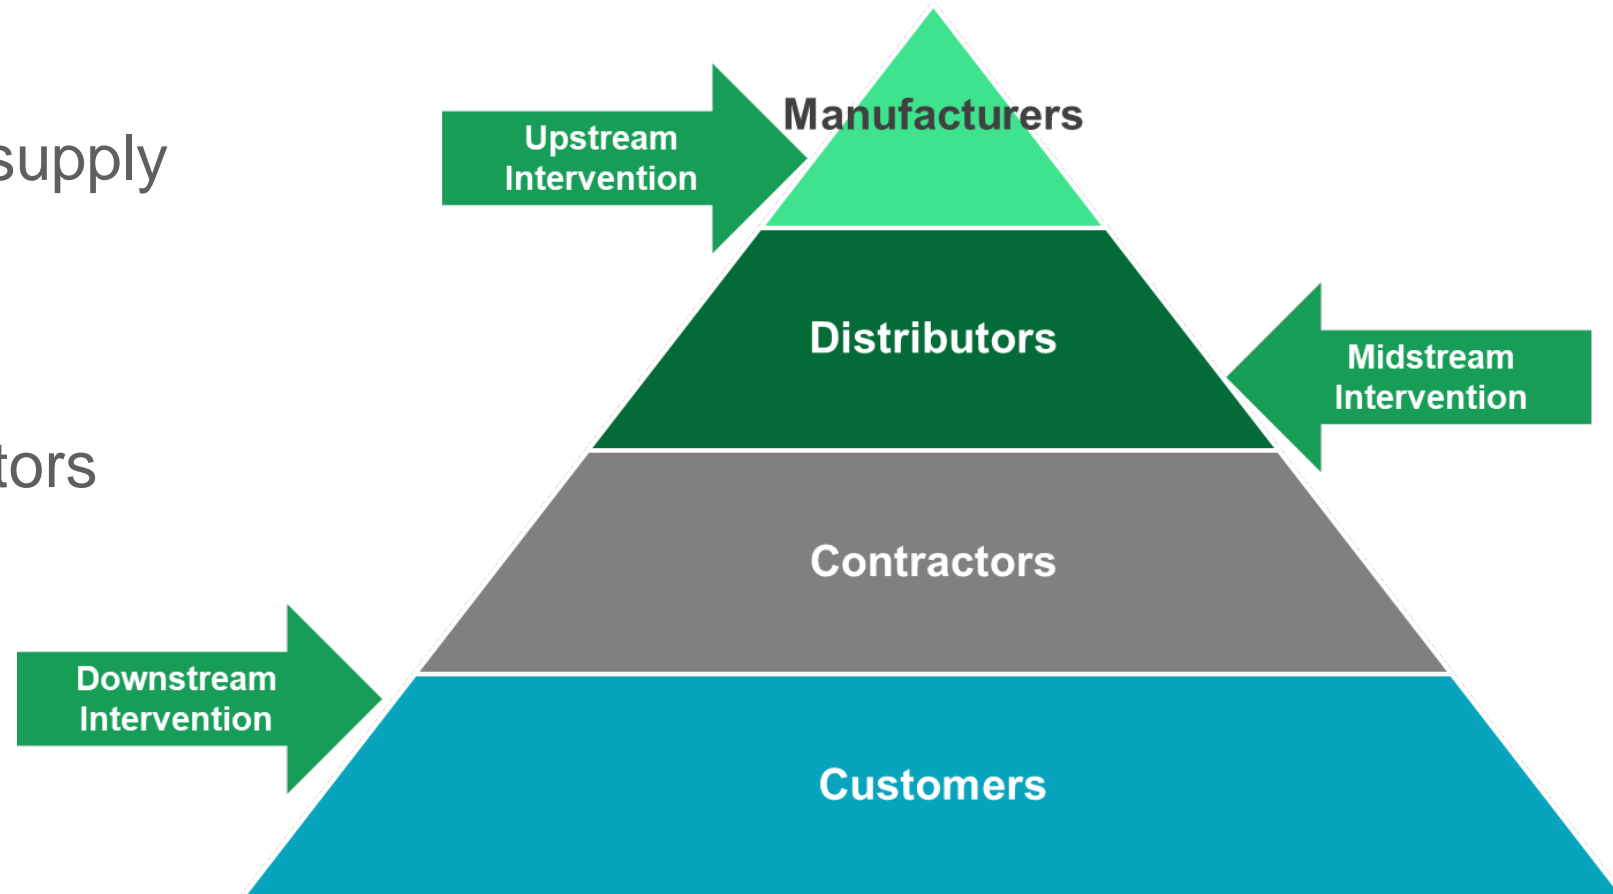 supply
Manufacturers
Upstream
Intervention
Distributors
Midstream
Intervention
tors
Contractors
Downstream
Intervention
Customers